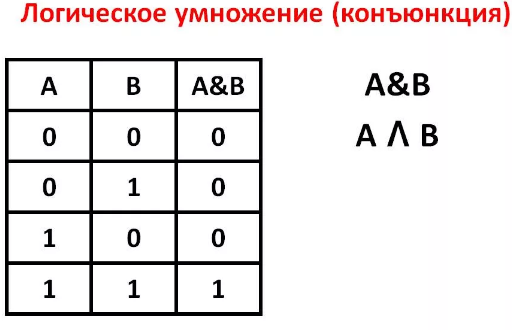 Логическое умножение (конъюнкция)
A B A&B
0 0 0
0 1 0
1 0 0
1 1 1
A&B
A Λ B